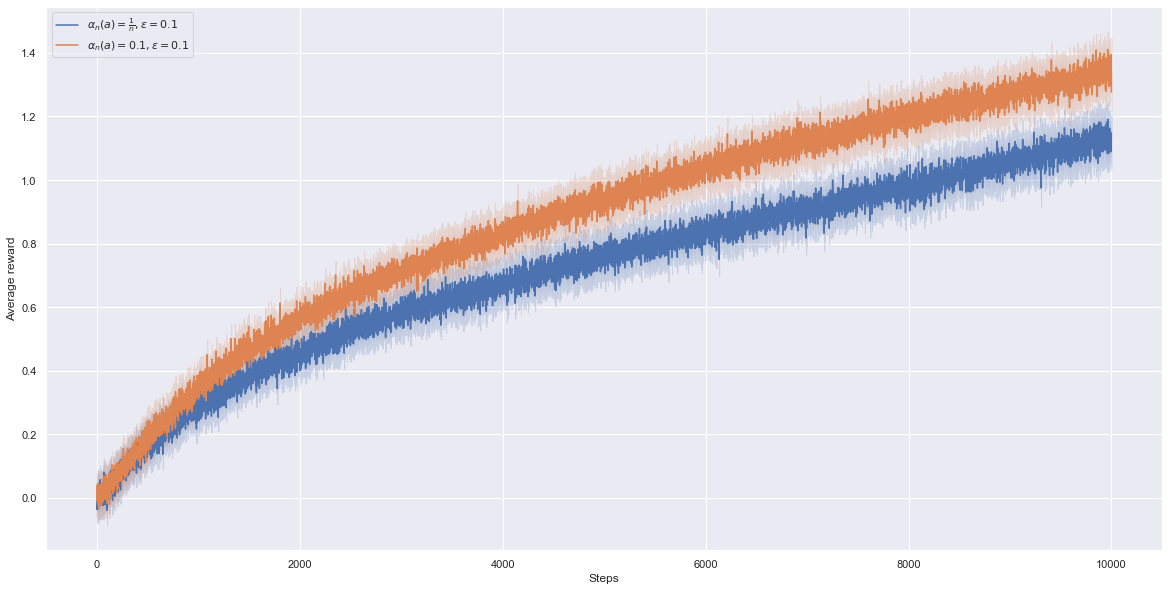 αₙ(a) = 1/n, ε = 0.1
αₙ(a) = 0.1, ε = 0.1
1.4
1.2
1.0
0.8
0.6
0.4
0.2
0.0
Average reward
0 2000 4000 6000 8000 10000
Steps